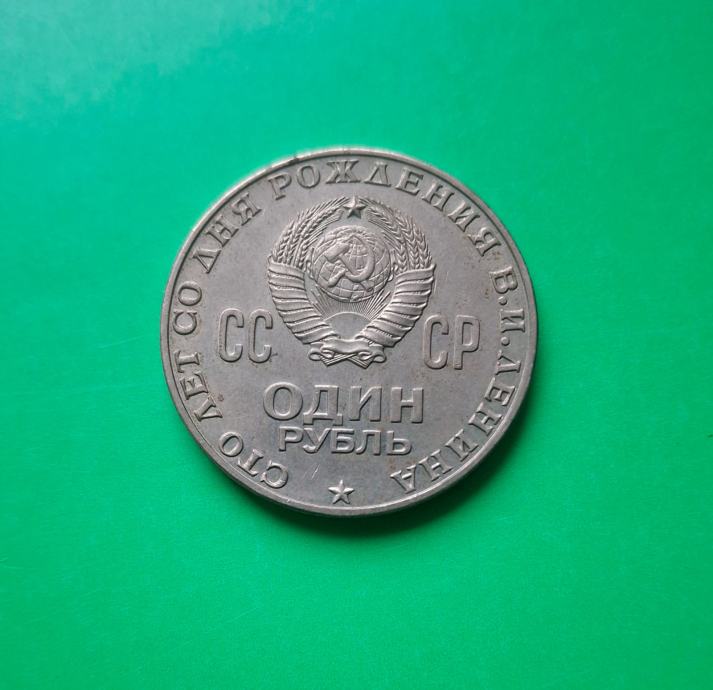 СТО ЛЕТ СО ДНЯ РОЖДЕНИЯ В.И.ЛЕНИНА
СС СР
ОДИН
РУБЛЬ